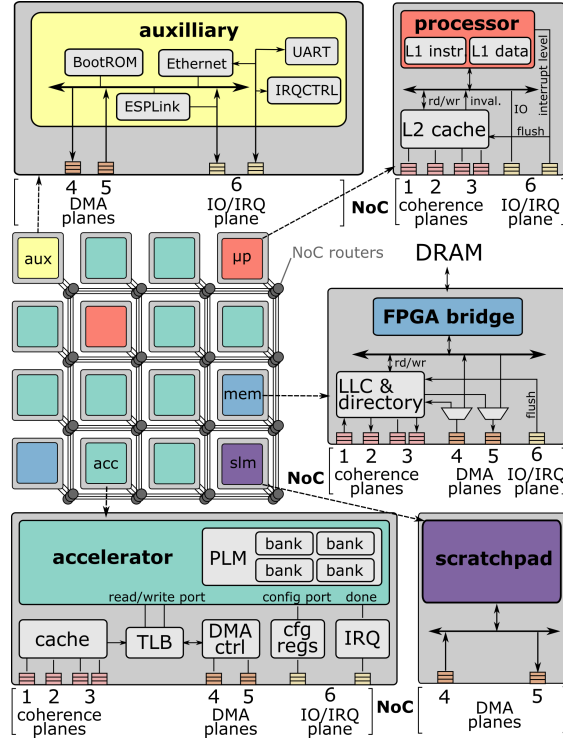 auxilliary
BootROM
Ethernet
UART
ESPLink
IRQCTRL
4 5 6
DMA planes
IO/IRQ plane
NoC
processor
L1 instr
L1 data
interrupt level
rd/wr
inval.
IO
L2 cache
flush
1 2 3 6
coherence planes
IO/IRQ plane
aux
μp
NoC routers
mem
acc
slm
DRAM
FPGA bridge
rd/wr
LLC & directory
flush
1 2 3 4 5 6
NoC
coherence planes
DMA planes
IO/IRQ plane
accelerator
PLM
bank bank
bank bank
read/write port
config port
done
cache
TLB
DMA ctrl
cfg regs
IRQ
1 2 3 4 5 6
coherence planes
DMA planes
IO/IRQ plane
NoC
scratchpad
4 5
DMA planes